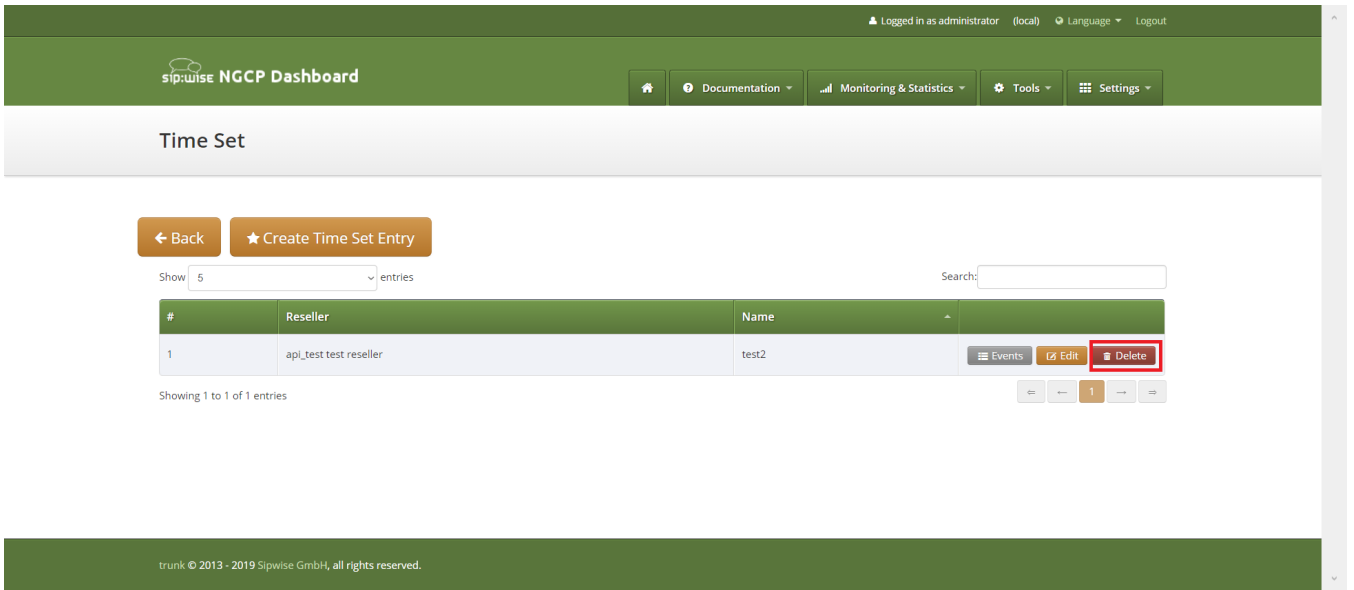 Logged in as administrator (local) Language Logout
sip:wise NGCP Dashboard
Documentation Monitoring & Statistics Tools Settings
Time Set
Back Create Time Set Entry
Show 5 entries Search:
# Reseller Name
1 api_test test reseller test2 Events Edit Delete
Showing 1 to 1 of 1 entries ⇐ ← 1 → ⇒
trunk © 2013 - 2019 Sipwise GmbH, all rights reserved.